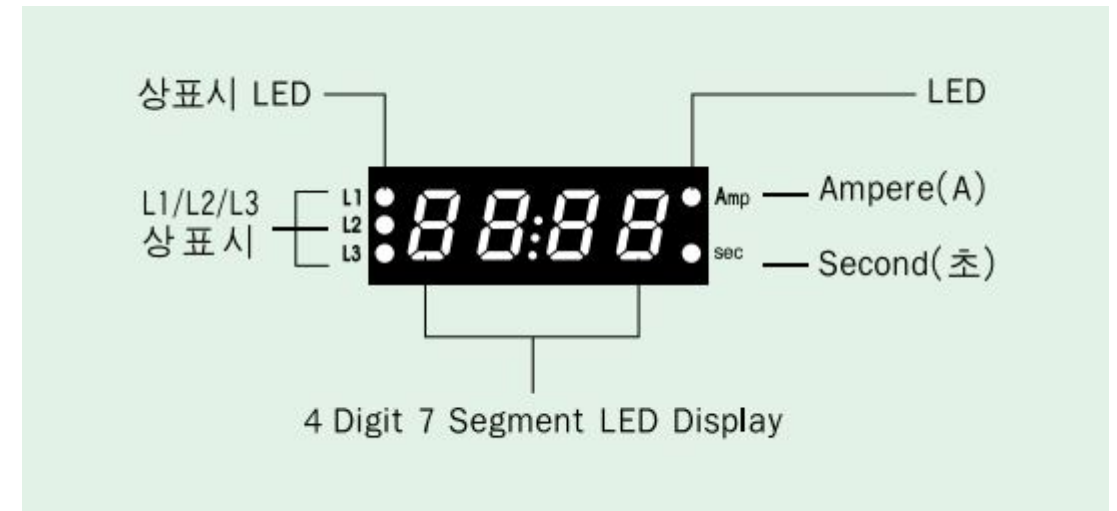 상표시 LED
LED
L1/L2/L3
상 표 시
L1
L2
L3
88:88
Amp
sec
Ampere(A)
Second(초)
4 Digit 7 Segment LED Display